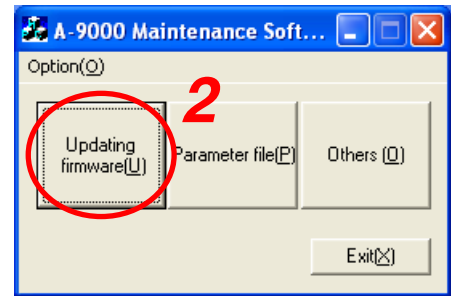 A-9000 Maintenance Soft...
Option(O)
2
Updating
firmware(U)
Parameter file(P)
Others (O)
Exit(X)